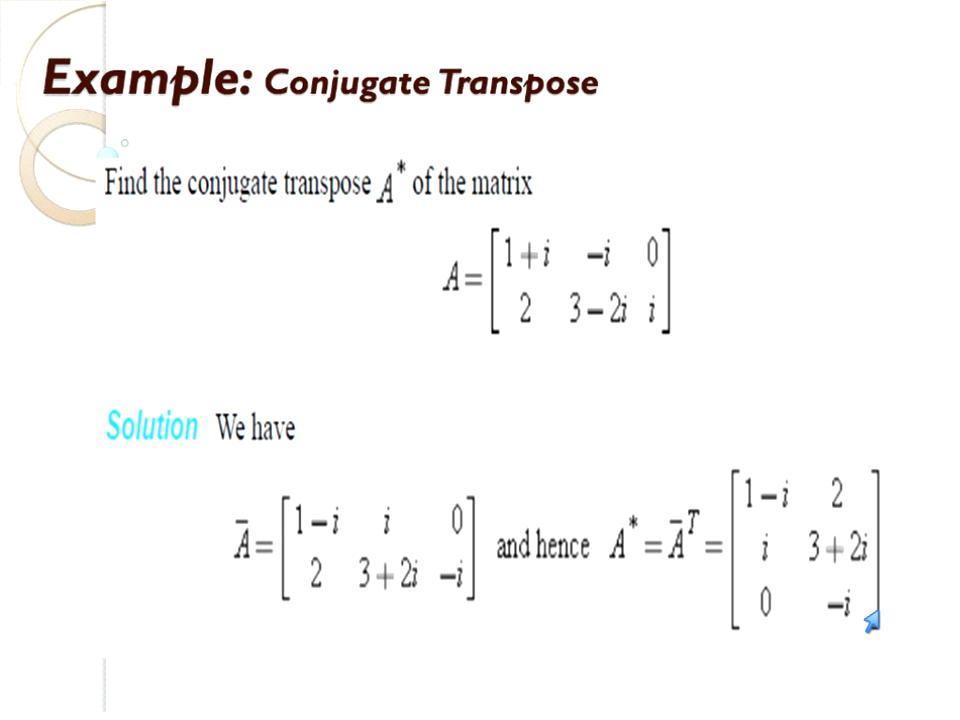 Example: Conjugate Transpose
Find the conjugate transpose A* of the matrix
A = [1+i −i 0
2 3−2i i]
Solution We have
Ā = [1−i i 0
2 3+2i −i] and hence A* = Ā^T = [1−i 2
i 3+2i
0 −i]